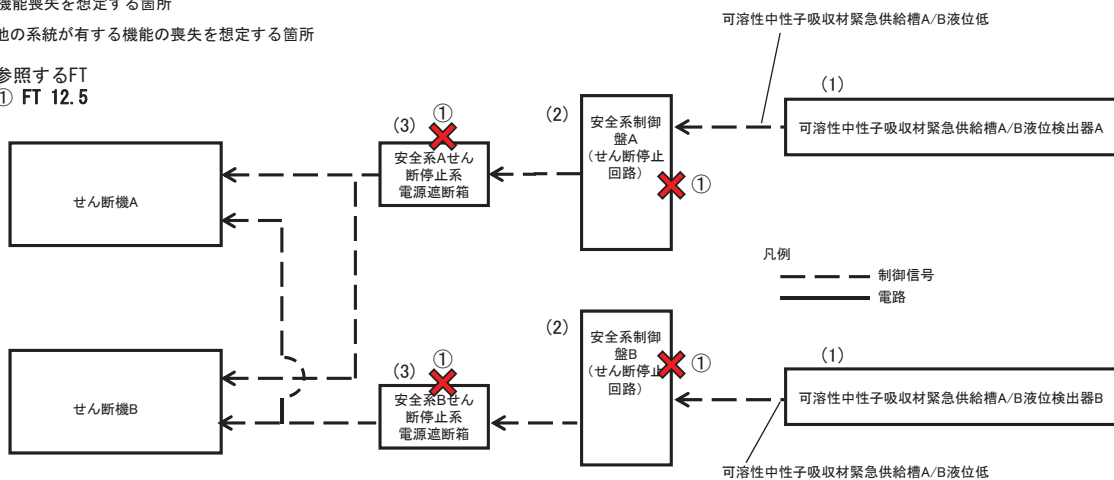 機能喪失を想定する箇所
他の系統が有する機能の喪失を想定する箇所
参照するFT
① FT 12.5
可溶性中性子吸収材緊急供給槽A/B液位低
(1)
可溶性中性子吸収材緊急供給槽A/B液位検出器A
(2)
安全系制御
盤A
(せん断停止
回路)
①
(3)
①
安全系Aせん
断停止系
電源遮断箱
せん断機A
凡例
制御信号
電路
(2)
安全系制御
盤B
(せん断停止
回路)
①
(1)
可溶性中性子吸収材緊急供給槽A/B液位検出器B
(3)
①
安全系Bせん
断停止系
電源遮断箱
せん断機B
可溶性中性子吸収材緊急供給槽A/B液位低